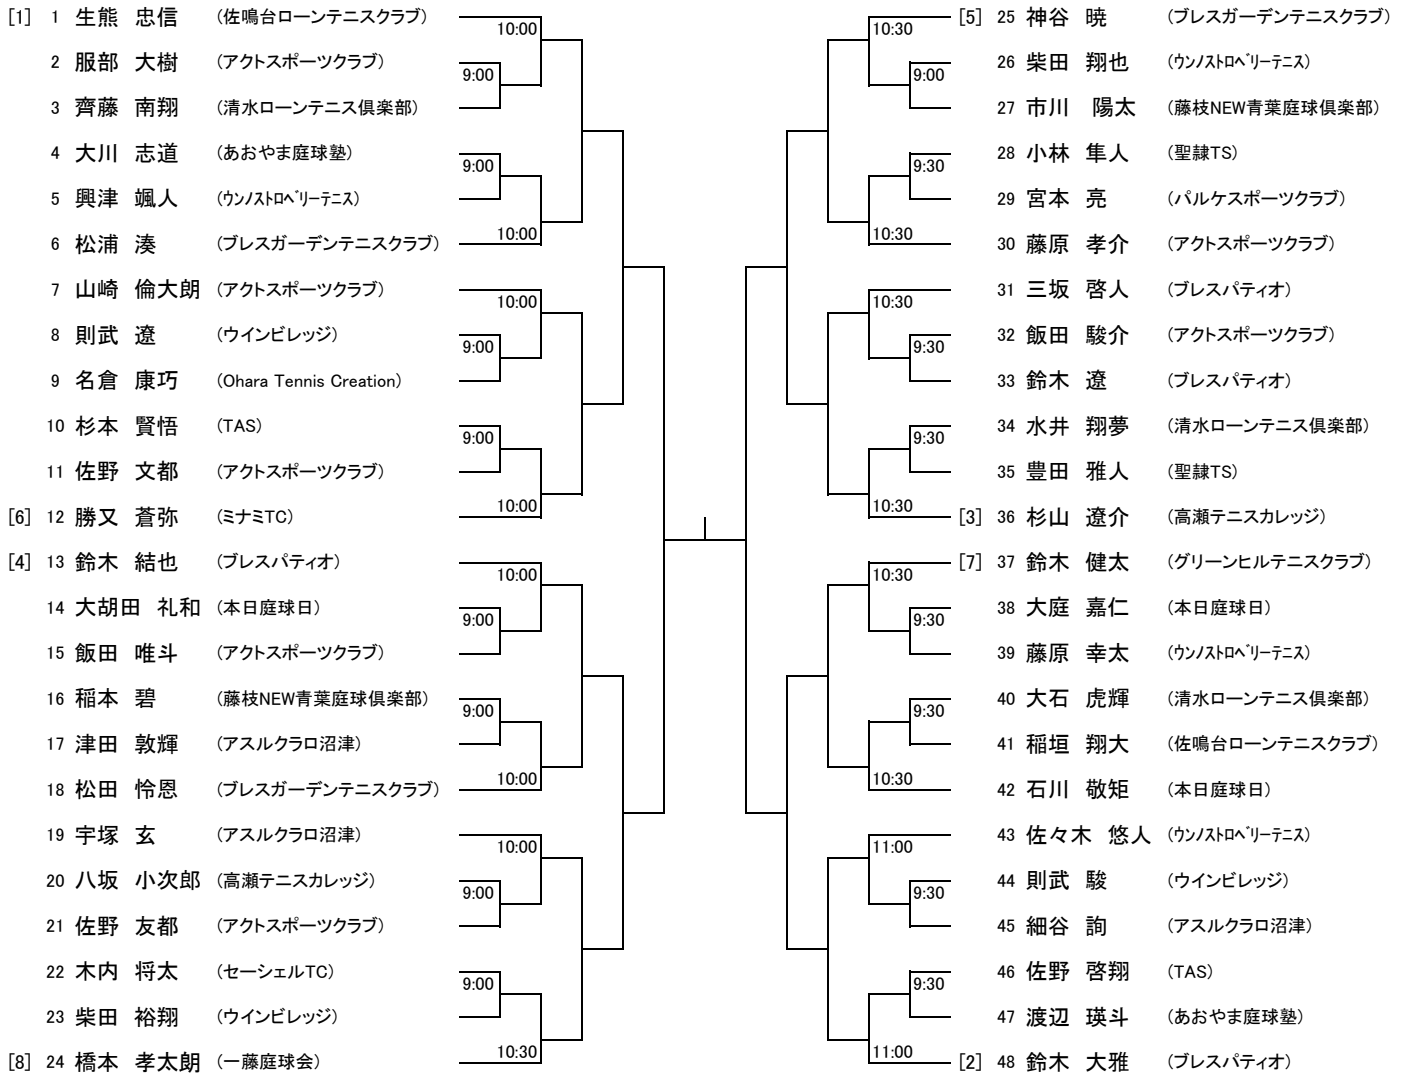 [1] 1 生熊 忠信 (佐鳴台ローンテニスクラブ)
10:00
2 服部 大樹 (アクトスポーツクラブ)
9:00
3 齊藤 南翔 (清水ローンテニス倶楽部)
4 大川 志道 (あおやま庭球塾)
9:00
5 興津 颯人 (ウンノストロベリーテニス)
6 松浦 湊 (ブレスガーデンテニスクラブ)
10:00
7 山崎 倫大朗 (アクトスポーツクラブ)
10:00
8 則武 遼 (ウインビレッジ)
9:00
9 名倉 康巧 (Ohara Tennis Creation)
10 杉本 賢悟 (TAS)
9:00
11 佐野 文都 (アクトスポーツクラブ)
10:00
[6] 12 勝又 蒼弥 (ミナミTC)
[4] 13 鈴木 結也 (ブレスパティオ)
10:00
14 大胡田 礼和 (本日庭球日)
9:00
15 飯田 唯斗 (アクトスポーツクラブ)
16 稲本 碧 (藤枝NEW青葉庭球倶楽部)
9:00
17 津田 敦輝 (アスルクラロ沼津)
10:00
18 松田 怜恩 (ブレスガーデンテニスクラブ)
19 宇塚 玄 (アスルクラロ沼津)
10:00
20 八坂 小次郎 (高瀬テニスカレッジ)
9:00
21 佐野 友都 (アクトスポーツクラブ)
22 木内 将太 (セーシェルTC)
9:00
23 柴田 裕翔 (ウインビレッジ)
10:30
[8] 24 橋本 孝太朗 (一藤庭球会)
[5] 25 神谷 暁 (ブレスガーデンテニスクラブ)
10:30
26 柴田 翔也 (ウンノストロベリーテニス)
9:00
27 市川 陽太 (藤枝NEW青葉庭球倶楽部)
28 小林 隼人 (聖隷TS)
9:30
29 宮本 亮 (パルケスポーツクラブ)
10:30
30 藤原 孝介 (アクトスポーツクラブ)
31 三坂 啓人 (ブレスパティオ)
10:30
32 飯田 駿介 (アクトスポーツクラブ)
9:30
33 鈴木 遼 (ブレスパティオ)
34 水井 翔夢 (清水ローンテニス倶楽部)
9:30
35 豊田 雅人 (聖隷TS)
10:30
[3] 36 杉山 遼介 (高瀬テニスカレッジ)
[7] 37 鈴木 健太 (グリーンヒルテニスクラブ)
10:30
38 大庭 嘉仁 (本日庭球日)
9:30
39 藤原 幸太 (ウンノストロベリーテニス)
40 大石 虎輝 (清水ローンテニス倶楽部)
9:30
41 稲垣 翔大 (佐鳴台ローンテニスクラブ)
10:30
42 石川 敬矩 (本日庭球日)
43 佐々木 悠人 (ウンノストロベリーテニス)
11:00
44 則武 駿 (ウインビレッジ)
9:30
45 細谷 詢 (アスルクラロ沼津)
46 佐野 啓翔 (TAS)
9:30
47 渡辺 瑛斗 (あおやま庭球塾)
11:00
[2] 48 鈴木 大雅 (ブレスパティオ)